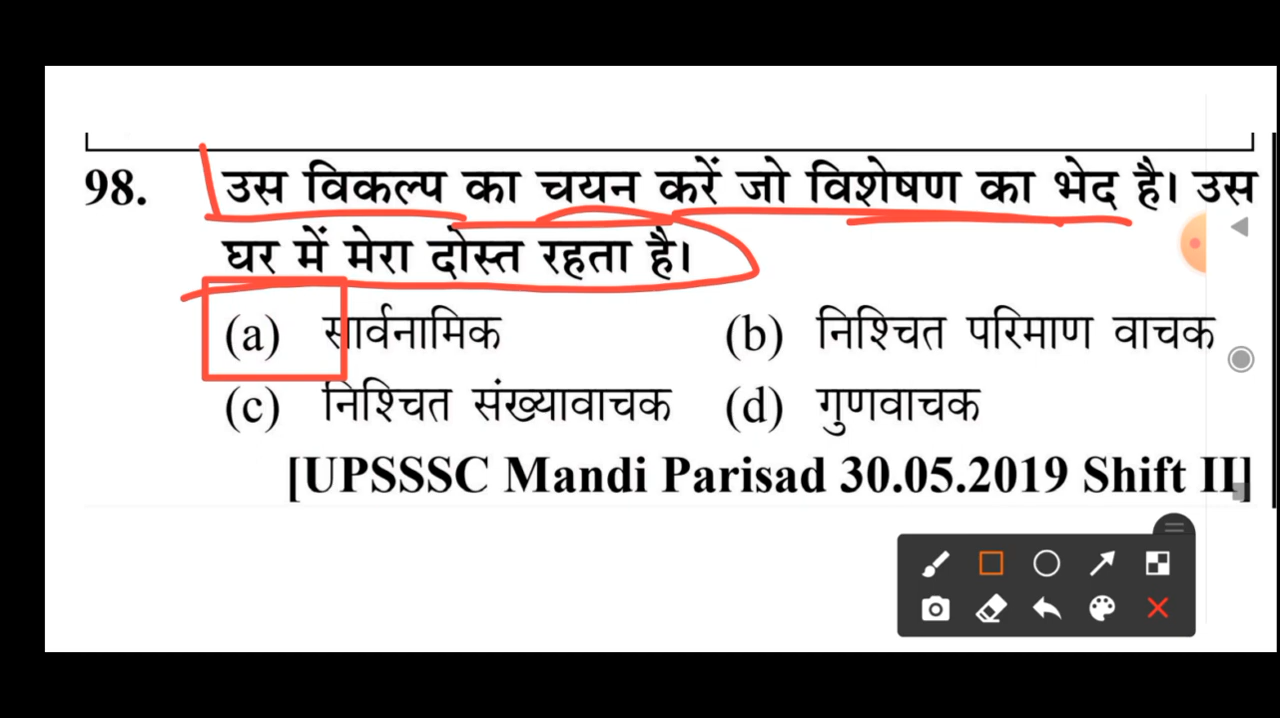 98. उस विकल्प का चयन करें जो विशेषण का भेद है। उस
घर में मेरा दोस्त रहता है।
(a) सार्वनामिक (b) निश्चित परिमाण वाचक
(c) निश्चित संख्यावाचक (d) गुणवाचक
[UPSSSC Mandi Parisad 30.05.2019 Shift II]